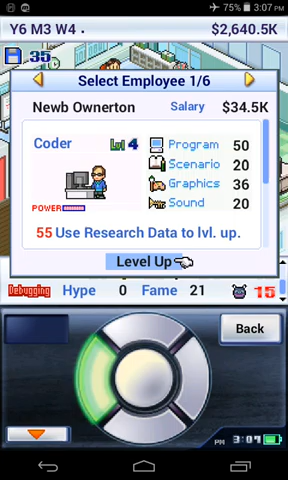 75% 3:07 PM
Y6 M3 W4 . $2,640.5K
35
Select Employee 1/6
Newb Ownerton Salary $34.5K
Coder Lvl 4
Program 50
Scenario 20
Graphics 36
Sound 20
POWER
55 Use Research Data to lvl. up.
Level Up
Debugging Hype 0 Fame 21 15
Back
PM 3:07